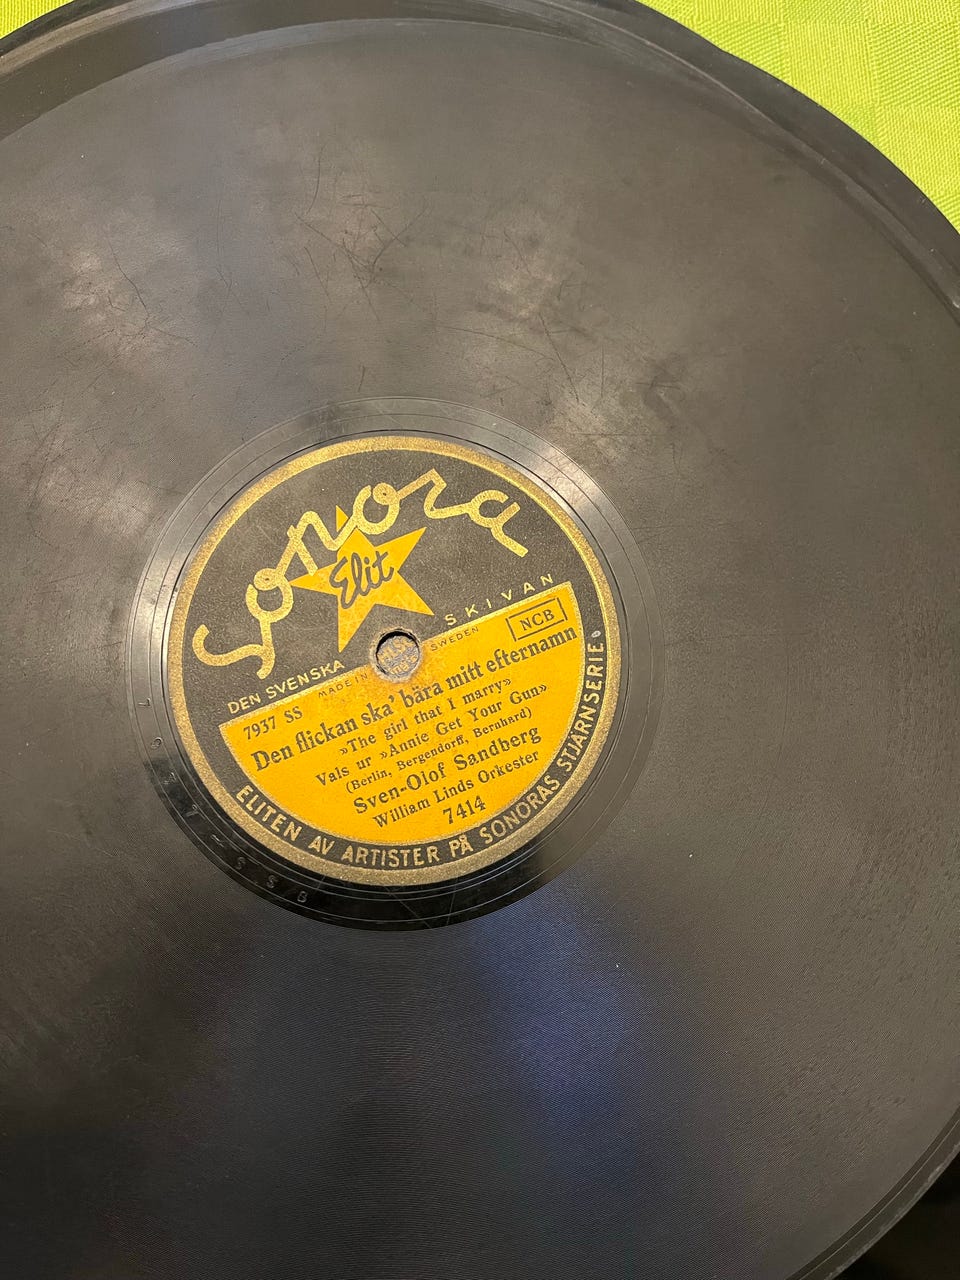 Sonora
Elit
DEN SVENSKA SKIVAN
MADE IN SWEDEN
NCB
7937 SS
Den flickan ska' bära mitt efternamn
»The girl that I marry»
Vals ur »Annie Get Your Gun»
(Berlin, Bergendorff, Bernhard)
Sven-Olof Sandberg
William Linds Orkester
7414
ELITEN AV ARTISTER PÅ SONORAS STJÄRNSERIE.